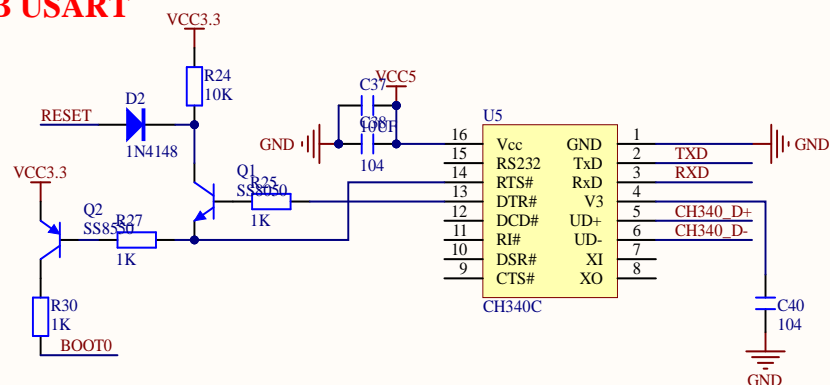 B USART
VCC3.3
R24
10K
D2
RESET
1N4148
C37
VCC5
C38
10UF
GND
104
U5
16 Vcc GND 1 GND
15 RS232 TxD 2 TXD
14 RTS# RxD 3 RXD
13 DTR# V3 4
12 DCD# UD+ 5 CH340_D+
11 RI# UD- 6 CH340_D-
10 DSR# XI 7
9 CTS# XO 8
CH340C
VCC3.3
Q1
SS8050
R25
1K
Q2
SS8550
R27
1K
R30
1K
BOOT0
C40
104
GND